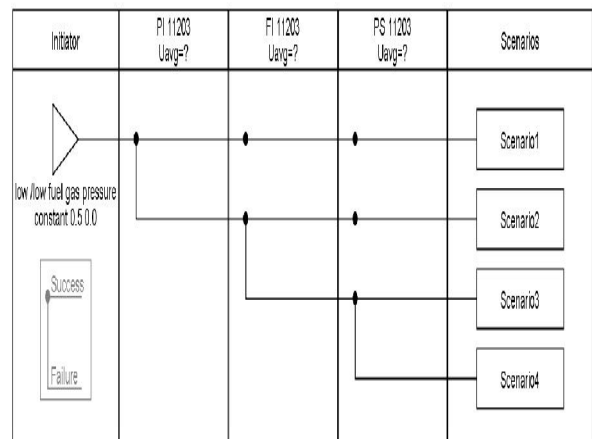 Initiator
PI 11203
Uavg=?
FI 11203
Uavg=?
PS 11203
Uavg=?
Scenarios
low /low fuel gas pressure
constant 0.5 0.0
Success
Failure
Scenario1
Scenario2
Scenario3
Scenario4